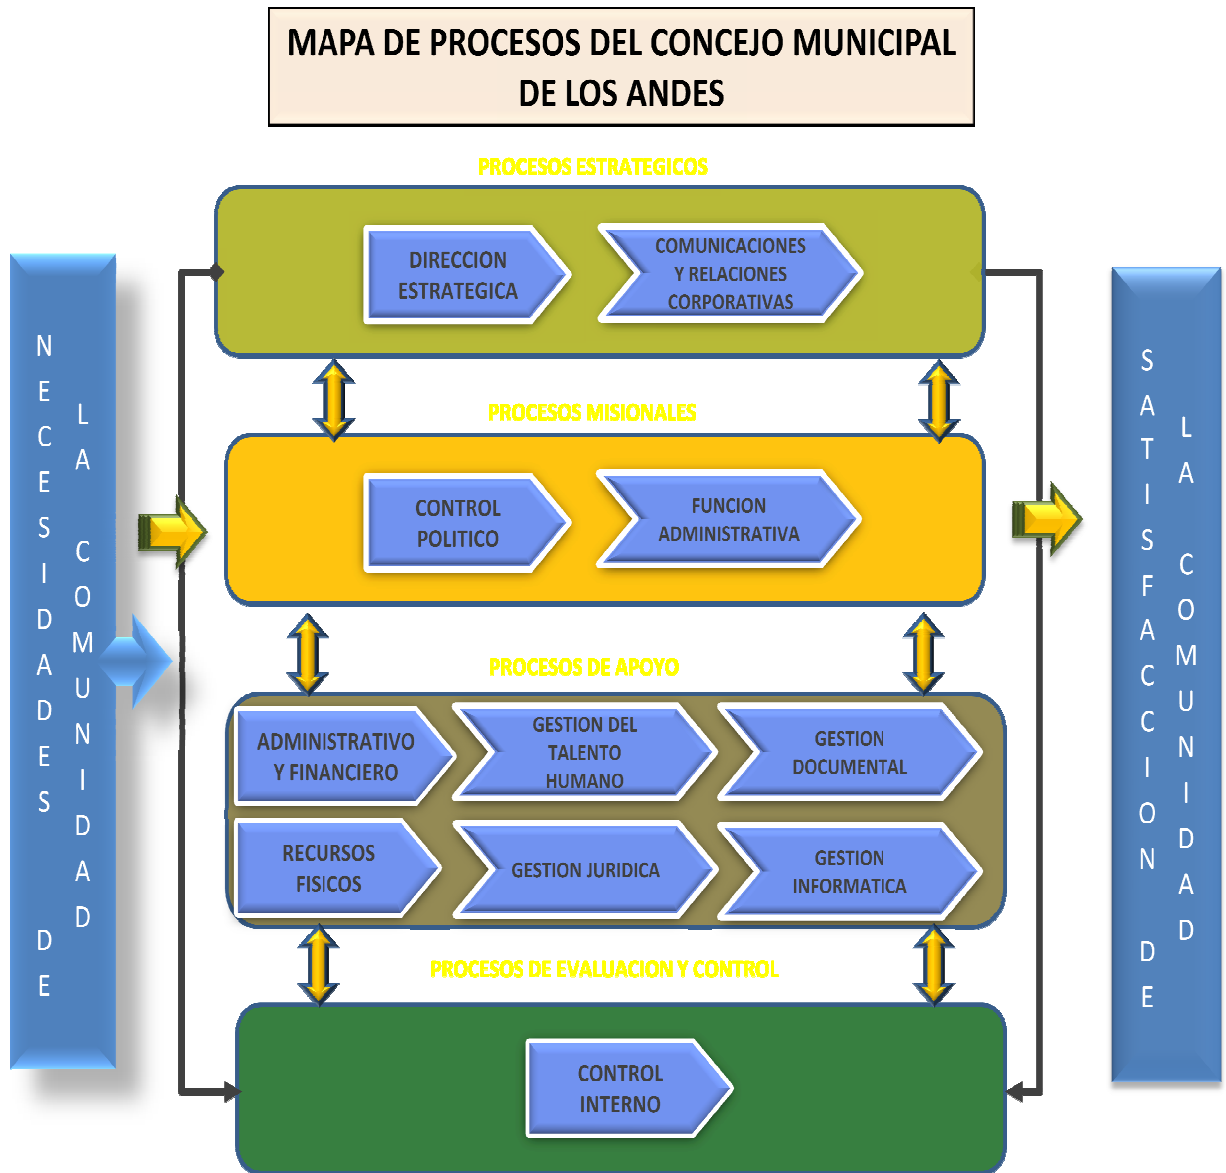 MAPA DE PROCESOS DEL CONCEJO MUNICIPAL
DE LOS ANDES
NECESIDADES DE
LA COMUNIDAD
PROCESOS ESTRATEGICOS
DIRECCION
ESTRATEGICA
COMUNICACIONES
Y RELACIONES
CORPORATIVAS
PROCESOS MISIONALES
CONTROL
POLITICO
FUNCION
ADMINISTRATIVA
PROCESOS DE APOYO
ADMINISTRATIVO
Y FINANCIERO
GESTION DEL
TALENTO
HUMANO
GESTION
DOCUMENTAL
RECURSOS
FISICOS
GESTION JURIDICA
GESTION
INFORMATICA
PROCESOS DE EVALUACION Y CONTROL
CONTROL
INTERNO
SATISFACCION DE
LA COMUNIDAD